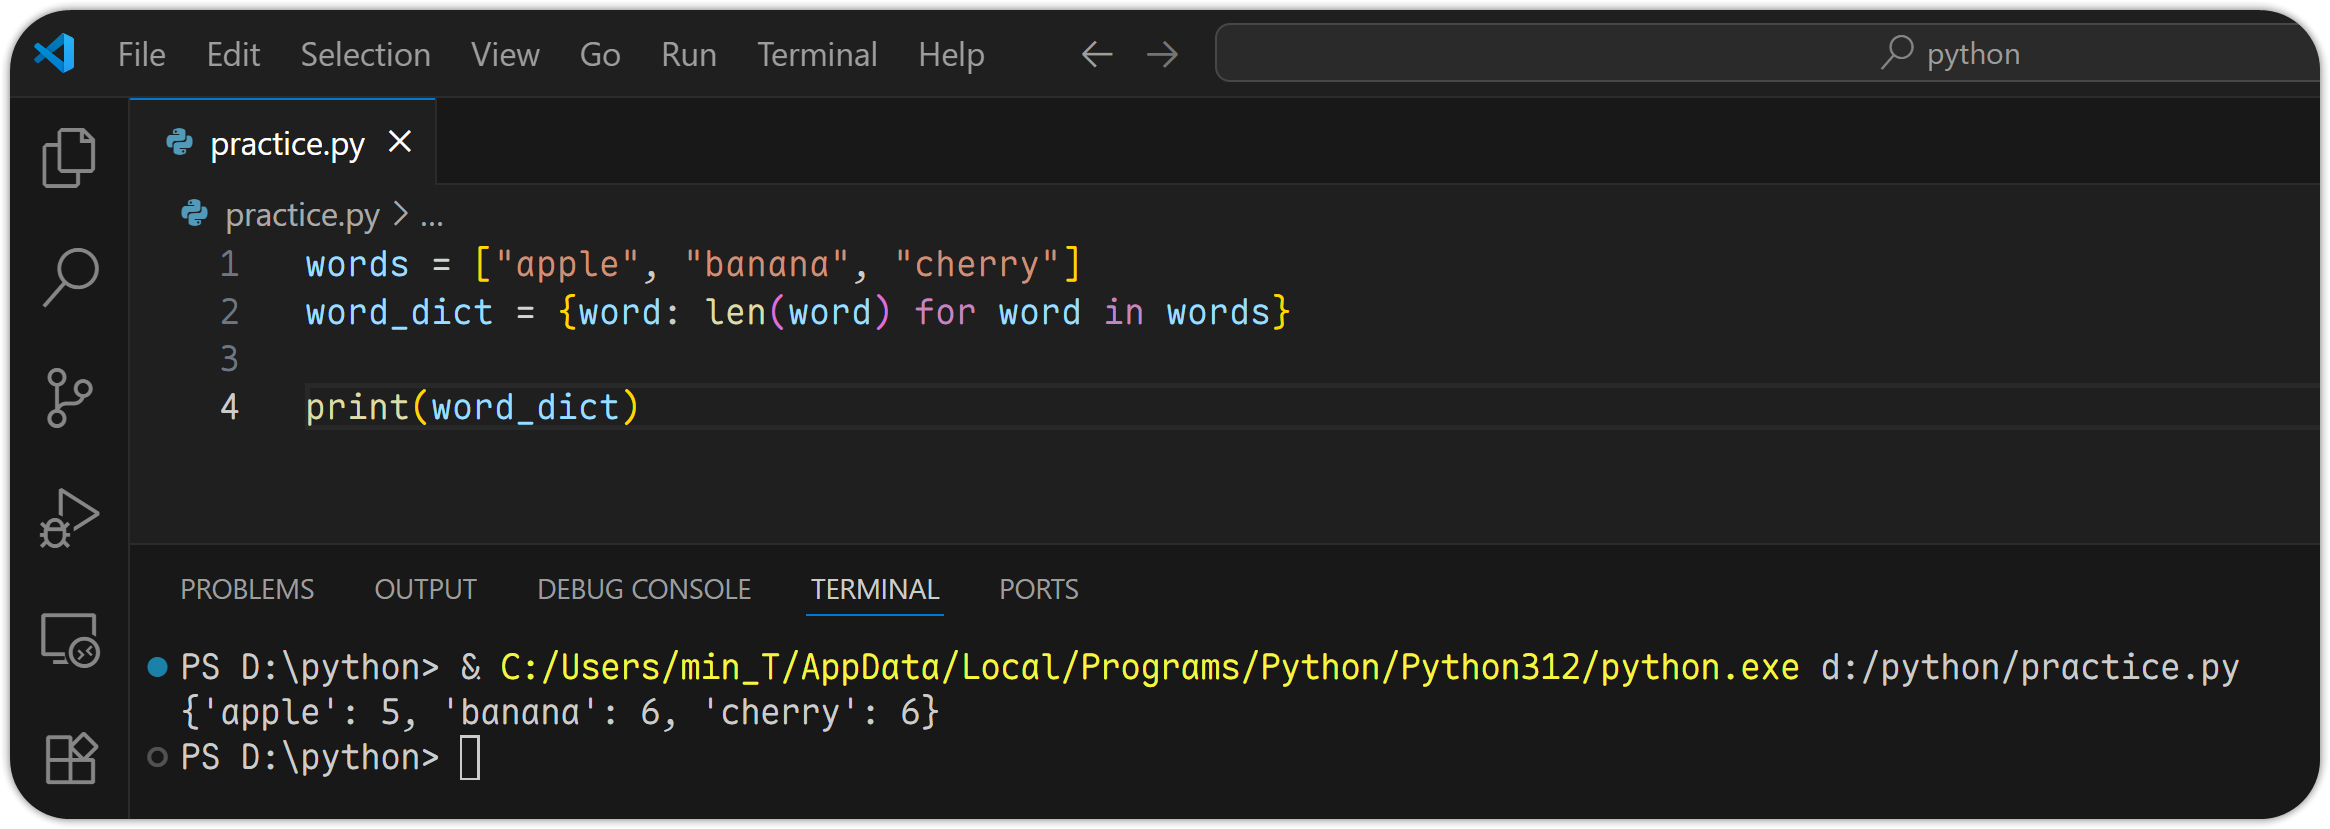 File Edit Selection View Go Run Terminal Help python
practice.py
practice.py > ...
1 words = ["apple", "banana", "cherry"]
2 word_dict = {word: len(word) for word in words}
3
4 print(word_dict)
PROBLEMS OUTPUT DEBUG CONSOLE TERMINAL PORTS
PS D:\python> & C:/Users/min_T/AppData/Local/Programs/Python/Python312/python.exe d:/python/practice.py
{'apple': 5, 'banana': 6, 'cherry': 6}
PS D:\python>